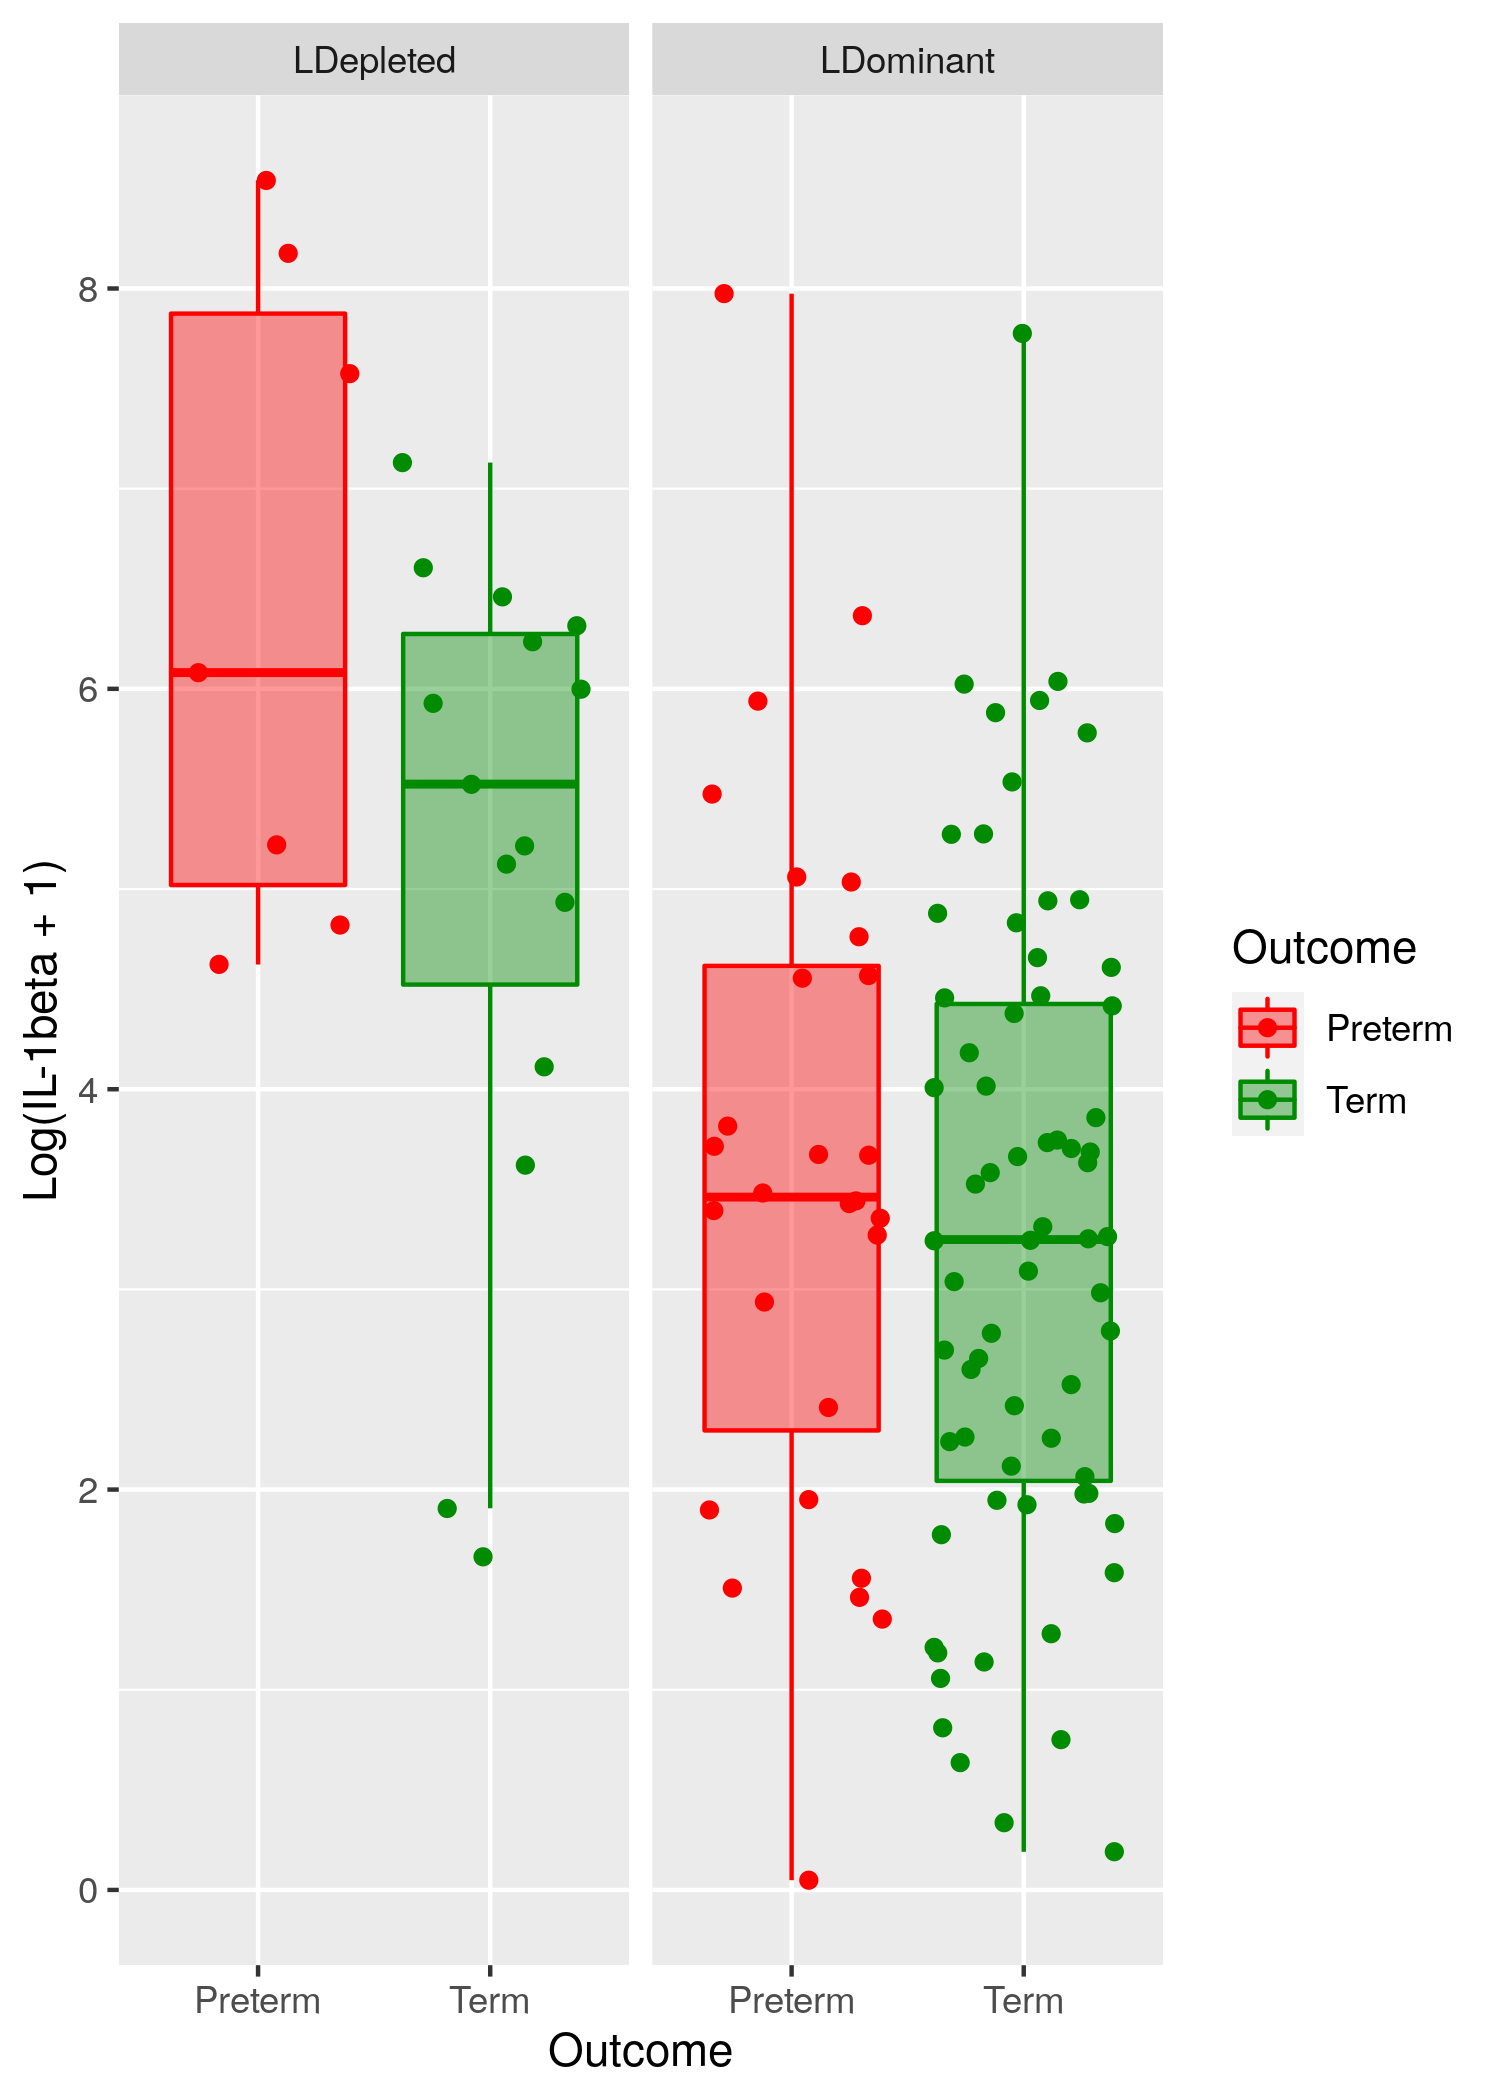 LDepleted
LDominant
8
6
4
2
0
Log(IL-1beta + 1)
Preterm
Term
Preterm
Term
Outcome
Outcome
Preterm
Term